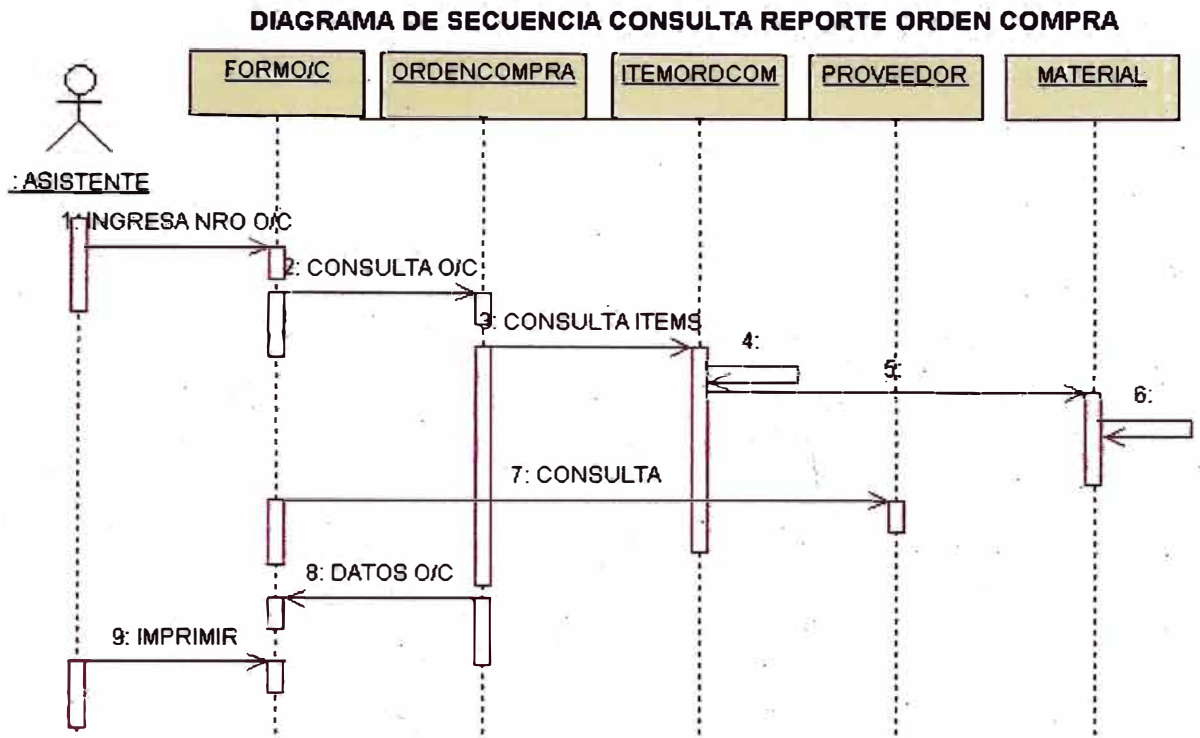 DIAGRAMA DE SECUENCIA CONSULTA REPORTE ORDEN COMPRA
FORMO/C
ORDENCOMPRA
ITEMORDCOM
PROVEEDOR
MATERIAL
: ASISTENTE
1: INGRESA NRO O/C
2: CONSULTA O/C
3: CONSULTA ITEMS
4:
5:
6:
7: CONSULTA
8: DATOS O/C
9: IMPRIMIR